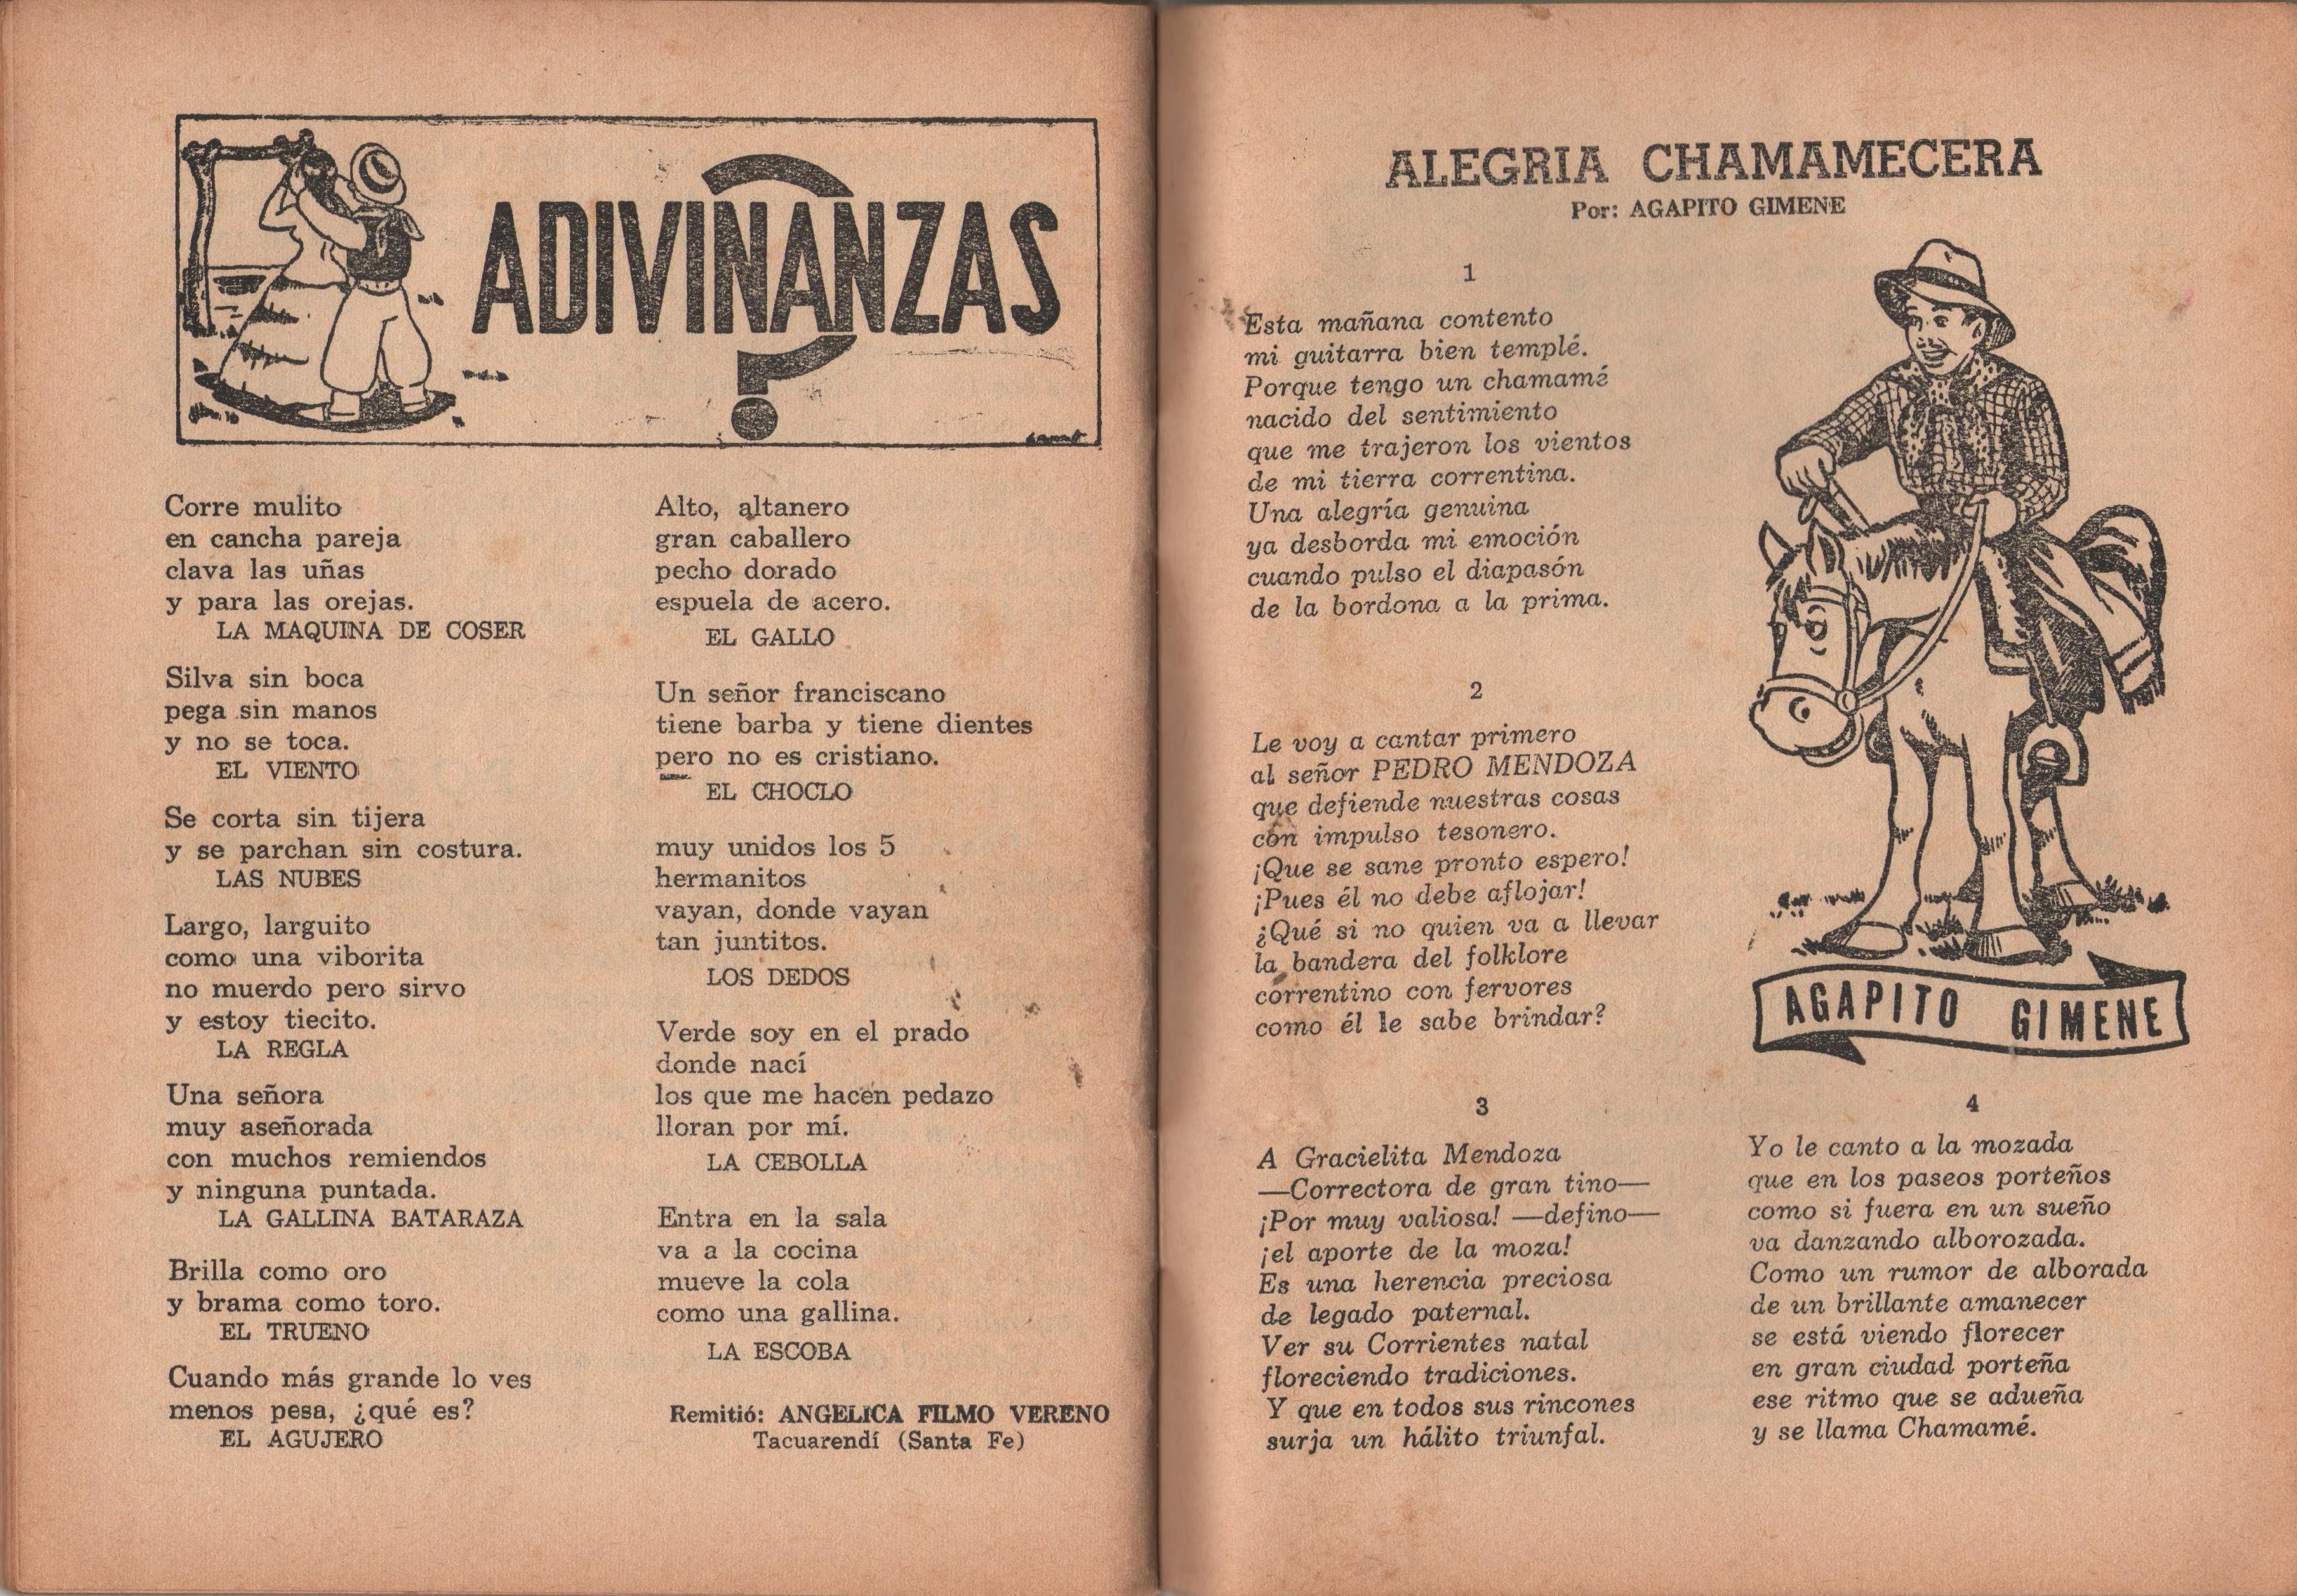 ADIVINANZAS
?
Corre mulito
en cancha pareja
clava las uñas
y para las orejas.
LA MAQUINA DE COSER
Silva sin boca
pega sin manos
y no se toca.
EL VIENTO
Se corta sin tijera
y se parchan sin costura.
LAS NUBES
Largo, larguito
como una viborita
no muerdo pero sirvo
y estoy tiecito.
LA REGLA
Una señora
muy aseñorada
con muchos remiendos
y ninguna puntada.
LA GALLINA BATARAZA
Brilla como oro
y brama como toro.
EL TRUENO
Cuando más grande lo ves
menos pesa, ¿qué es?
EL AGUJERO
Alto, altanero
gran caballero
pecho dorado
espuela de acero.
EL GALLO
Un señor franciscano
tiene barba y tiene dientes
pero no es cristiano.
EL CHOCLO
muy unidos los 5
hermanitos
vayan, donde vayan
tan juntitos.
LOS DEDOS
Verde soy en el prado
donde nací
los que me hacen pedazo
lloran por mí.
LA CEBOLLA
Entra en la sala
va a la cocina
mueve la cola
como una gallina.
LA ESCOBA
Remitió: ANGELICA FILMO VERENO
Tacuarendí (Santa Fe)
ALEGRIA CHAMAMECERA
Por: AGAPITO GIMENE
1
Esta mañana contento
mi guitarra bien templé.
Porque tengo un chamamé
nacido del sentimiento
que me trajeron los vientos
de mi tierra correntina.
Una alegría genuina
ya desborda mi emoción
cuando pulso el diapasón
de la bordona a la prima.
2
Le voy a cantar primero
al señor PEDRO MENDOZA
que defiende nuestras cosas
con impulso tesonero.
¡Que se sane pronto espero!
¡Pues él no debe aflojar!
¿Qué si no quien va a llevar
la bandera del folklore
correntino con fervores
como él le sabe brindar?
AGAPITO GIMENE
3
A Gracielita Mendoza
—Correctora de gran tino—
¡Por muy valiosa! —defino—
¡el aporte de la moza!
Es una herencia preciosa
de legado paternal.
Ver su Corrientes natal
floreciendo tradiciones.
Y que en todos sus rincones
surja un hálito triunfal.
4
Yo le canto a la mozada
que en los paseos porteños
como si fuera en un sueño
va danzando alborozada.
Como un rumor de alborada
de un brillante amanecer
se está viendo florecer
en gran ciudad porteña
ese ritmo que se adueña
y se llama Chamamé.